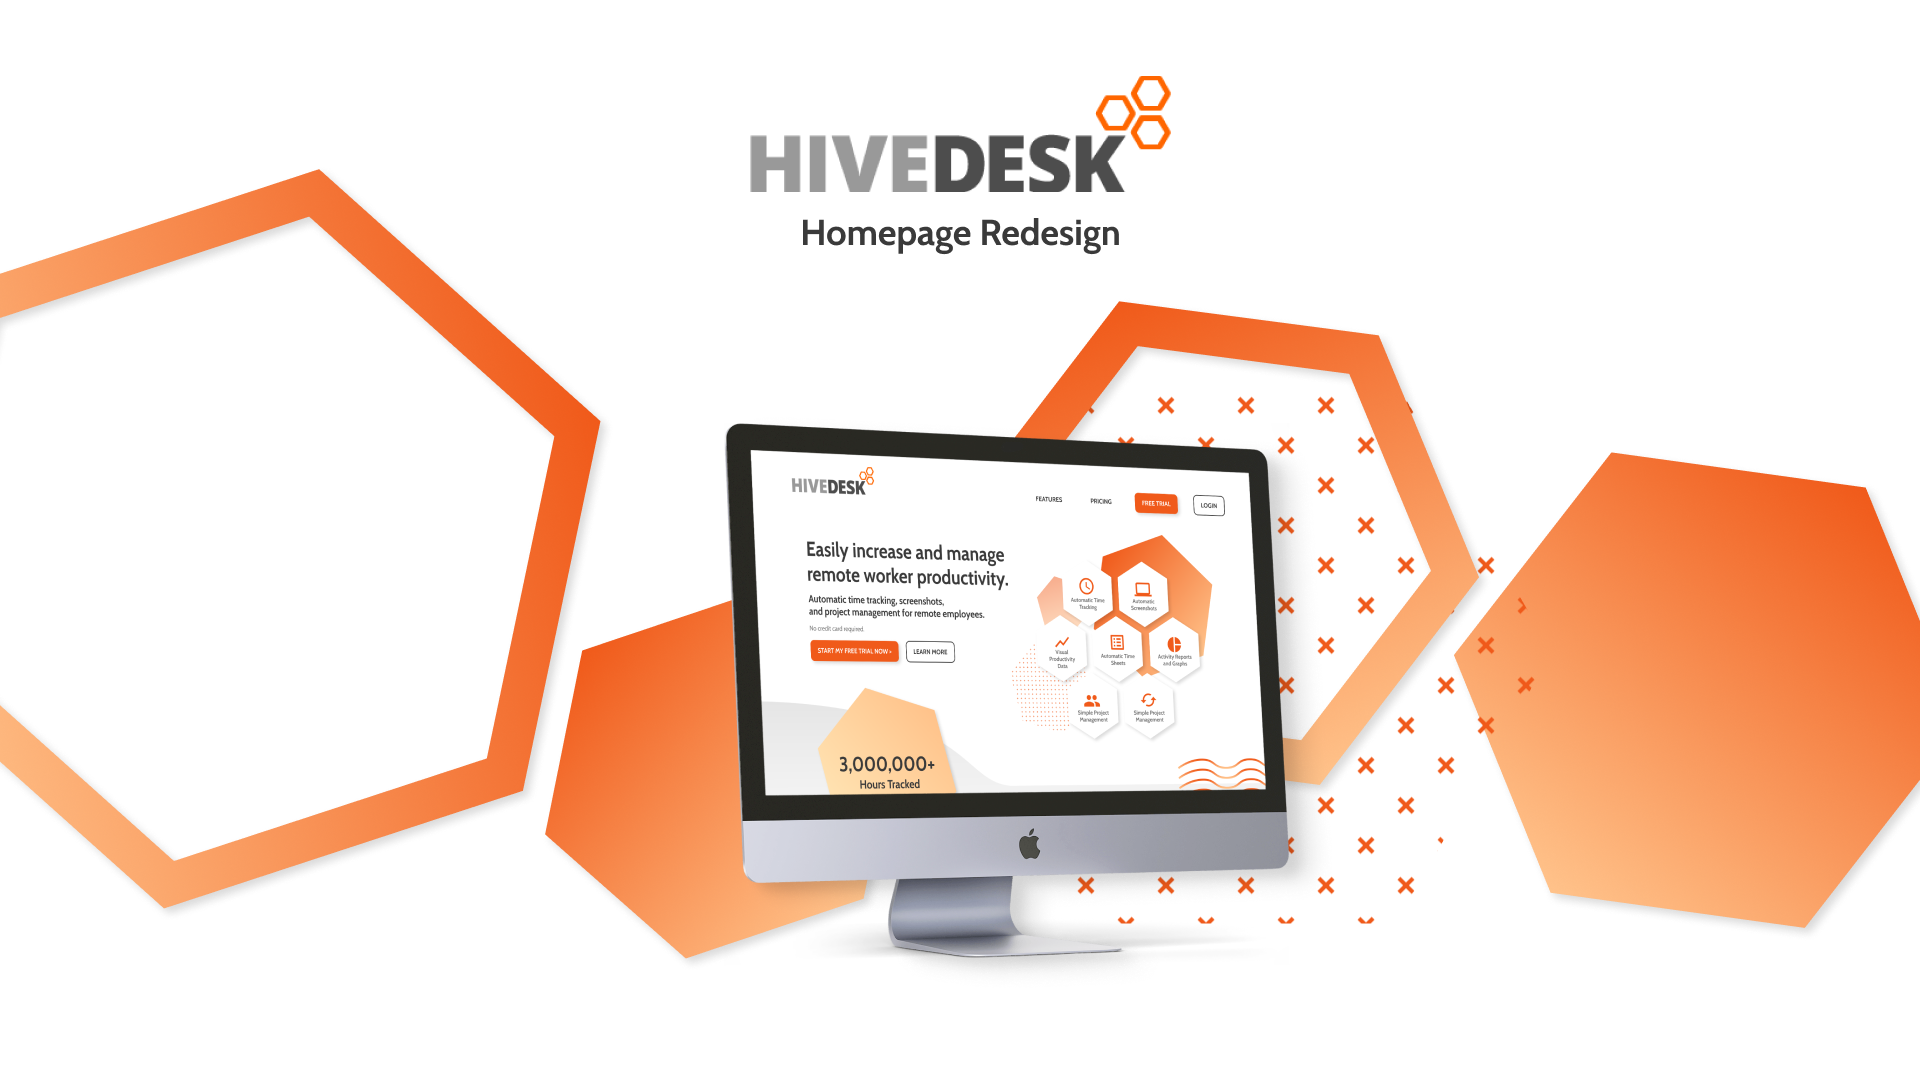 HIVEDESK
Homepage Redesign
HIVEDESK
FEATURES
PRICING
FREE TRIAL
LOGIN
Easily increase and manage
remote worker productivity.
Automatic time tracking, screenshots,
and project management for remote employees.
No credit card required.
START MY FREE TRIAL NOW »
LEARN MORE
Automatic Time
Tracking
Automatic
Screenshots
Visual
Productivity
Data
Automatic Time
Sheets
Activity Reports
and Graphs
Simple Project
Management
Simple Project
Management
3,000,000+
Hours Tracked